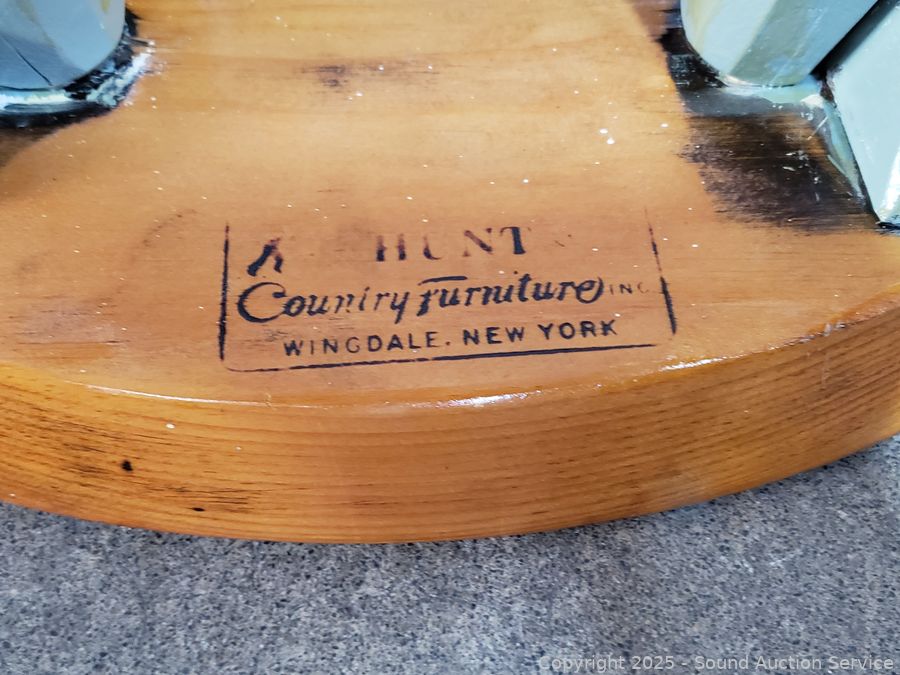 HUNT
Country Furniture INC
WINGDALE, NEW YORK
Copyright 2025 - Sound Auction Service